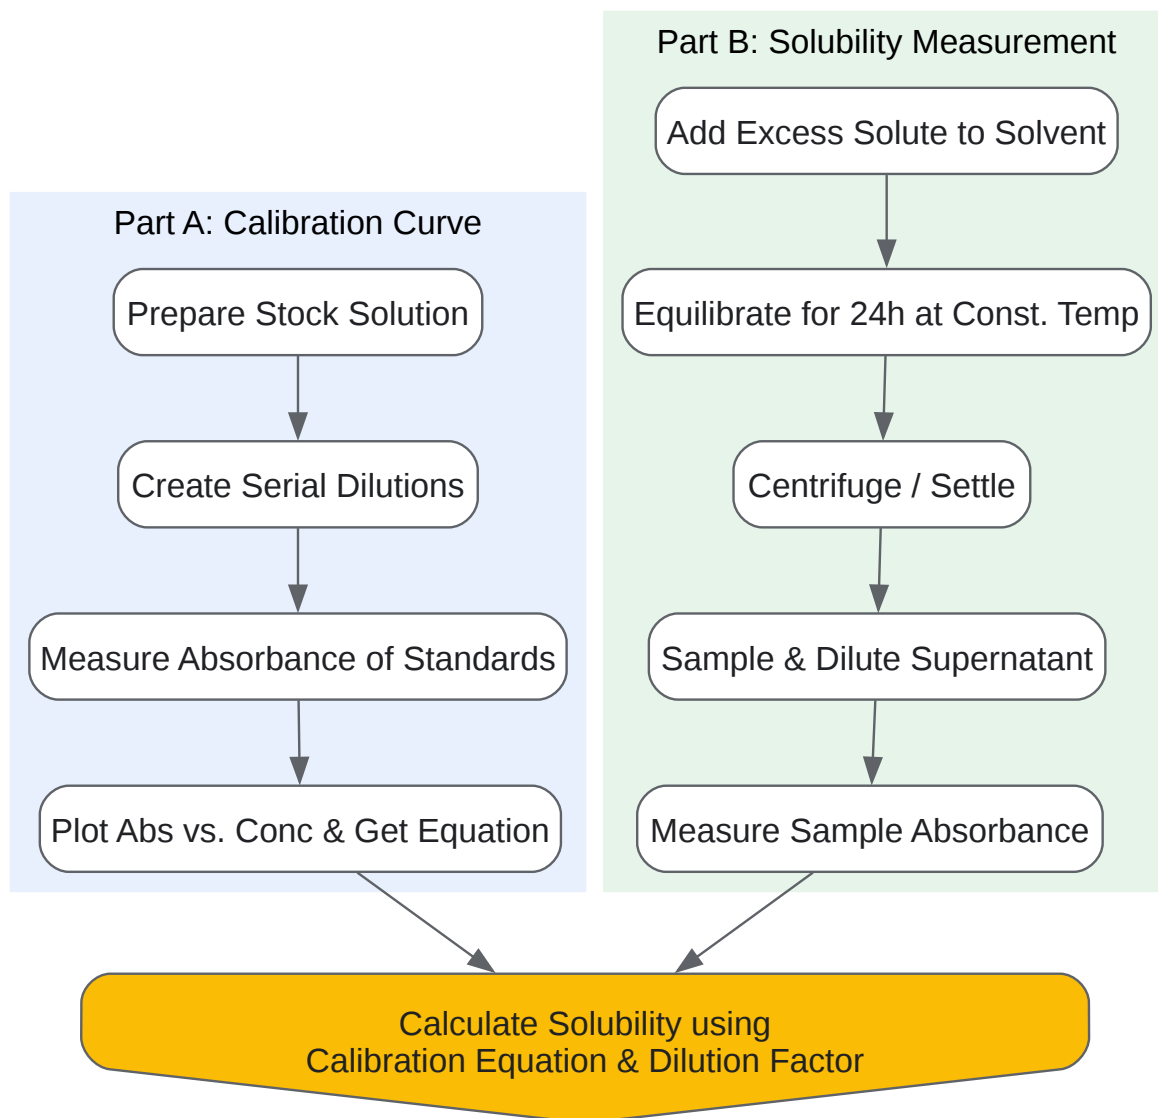 Part A: Calibration Curve
Prepare Stock Solution
Create Serial Dilutions
Measure Absorbance of Standards
Plot Abs vs. Conc & Get Equation
Part B: Solubility Measurement
Add Excess Solute to Solvent
Equilibrate for 24h at Const. Temp
Centrifuge / Settle
Sample & Dilute Supernatant
Measure Sample Absorbance
Calculate Solubility using
Calibration Equation & Dilution Factor